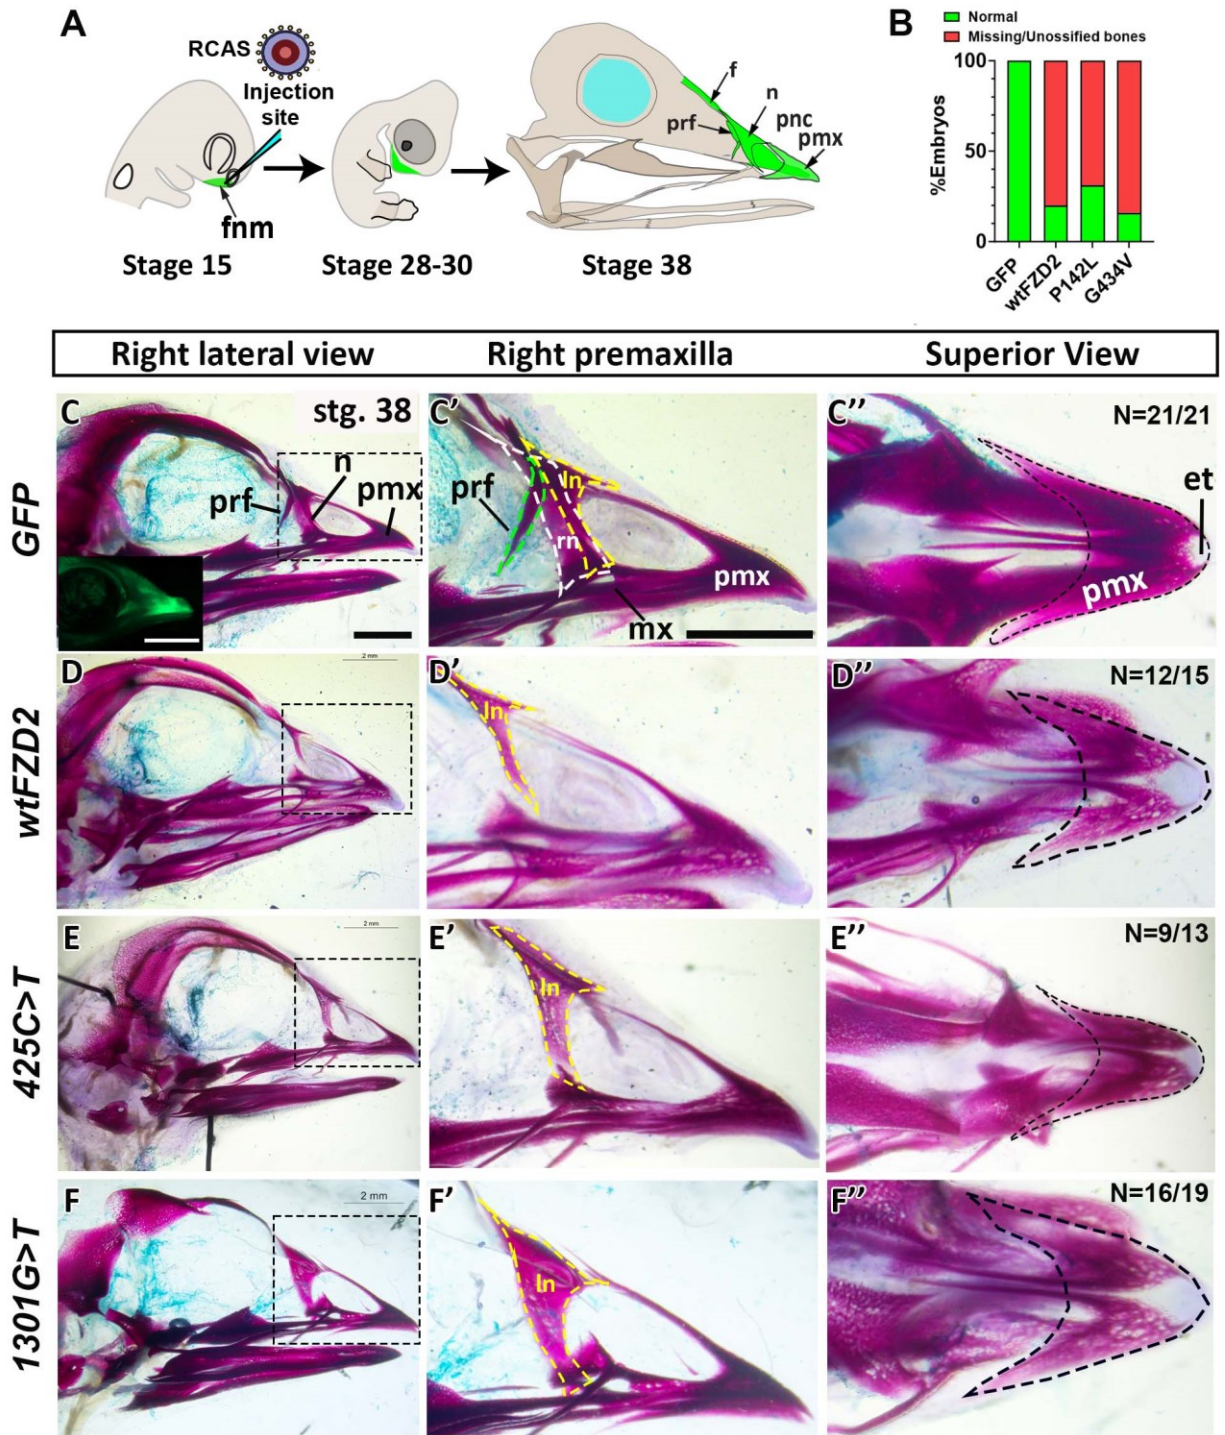 A
RCAS
Injection
site
fnm
Stage 15
Stage 28-30
Stage 38
f
n
prf
pnc
pmx
B
Normal
Missing/Unossified bones
%Embryos
100
50
0
GFP
wtFZD2
P142L
G434V
Right lateral view
Right premaxilla
Superior View
GFP
C
stg. 38
prf
n
pmx
C’
prf
ln
rn
pmx
mx
C’’
N=21/21
et
pmx
wtFZD2
D
2 mm
D’
ln
D’’
N=12/15
425C>T
E
2 mm
E’
ln
E’’
N=9/13
1301G>T
F
2 mm
F’
ln
F’’
N=16/19